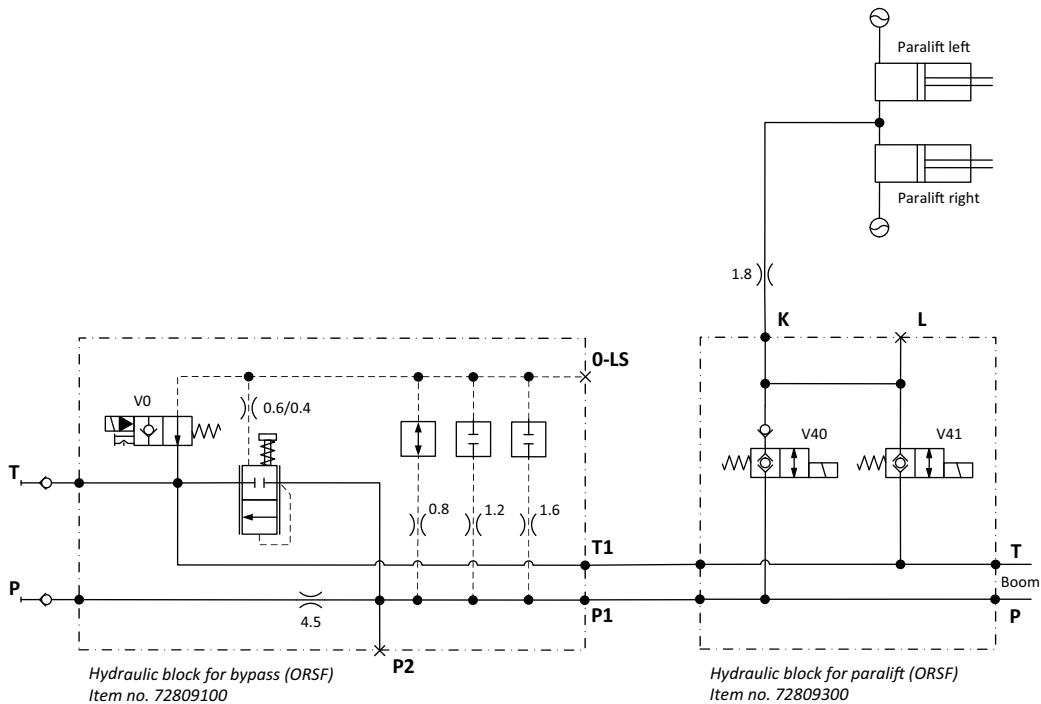 Paralift left
Paralift right
1.8
K
L
0-LS
V0
0.6/0.4
V40
V41
T
0.8
1.2
1.6
T1
T
Boom
P
4.5
P1
P
P2
Hydraulic block for bypass (ORSF)
Item no. 72809100
Hydraulic block for paralift (ORSF)
Item no. 72809300